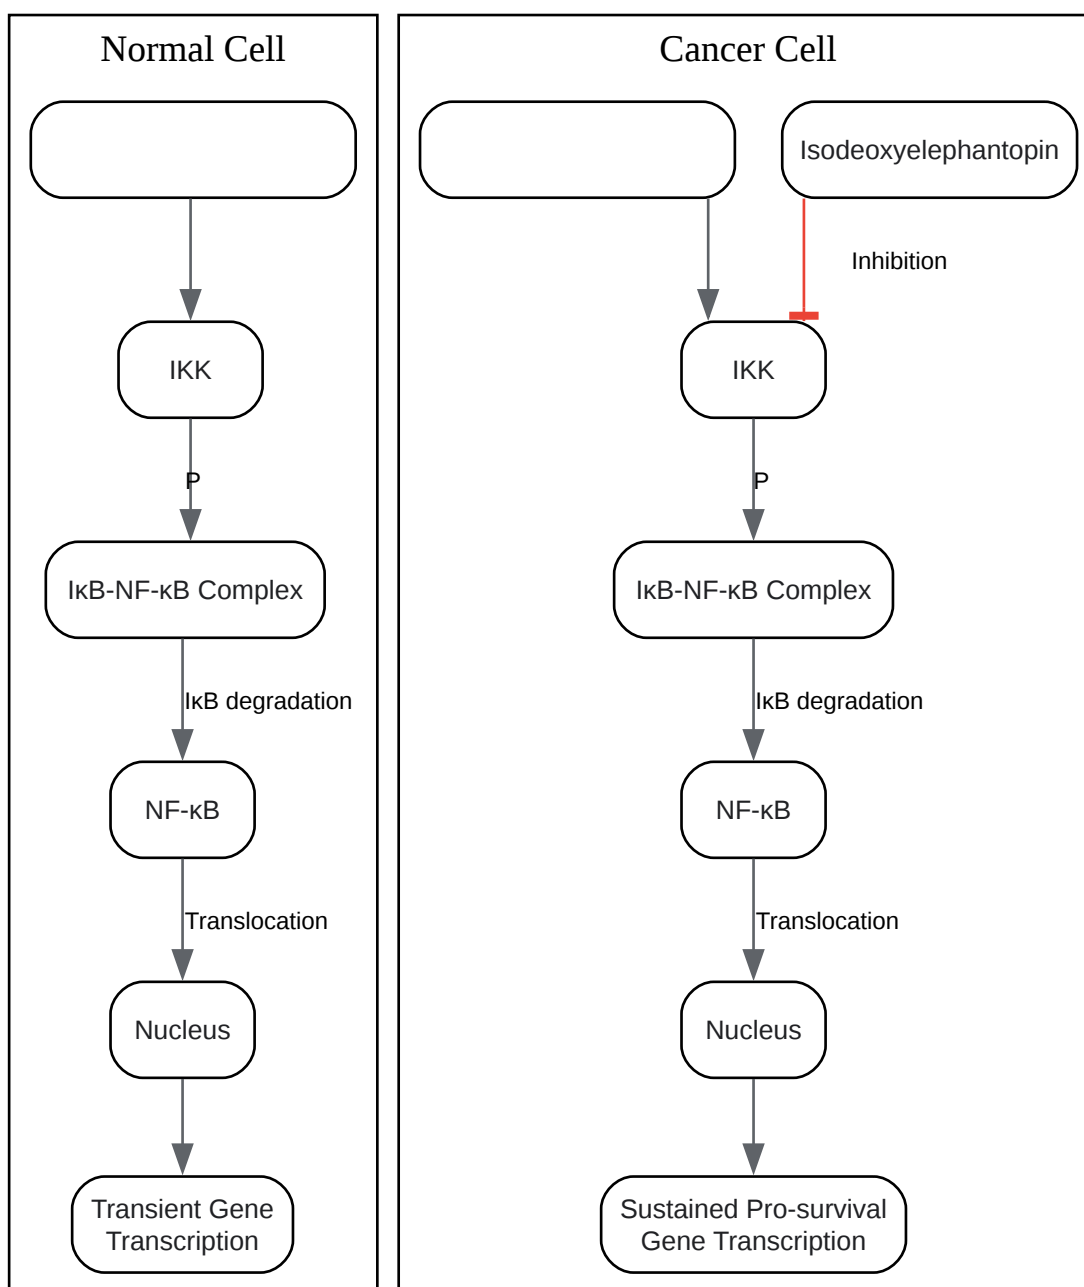 Normal Cell
IKK
P
IκB-NF-κB Complex
IκB degradation
NF-κB
Translocation
Nucleus
Transient Gene
Transcription
Cancer Cell
Isodeoxyelephantopin
Inhibition
IKK
P
IκB-NF-κB Complex
IκB degradation
NF-κB
Translocation
Nucleus
Sustained Pro-survival
Gene Transcription